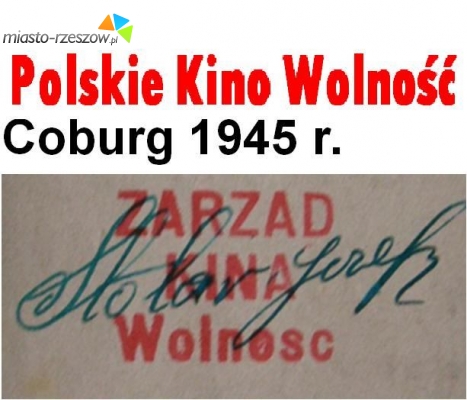 miasto-rzeszow.pl
Polskie Kino Wolność
Coburg 1945 r.
ZARZAD
KINA
Wolnosc